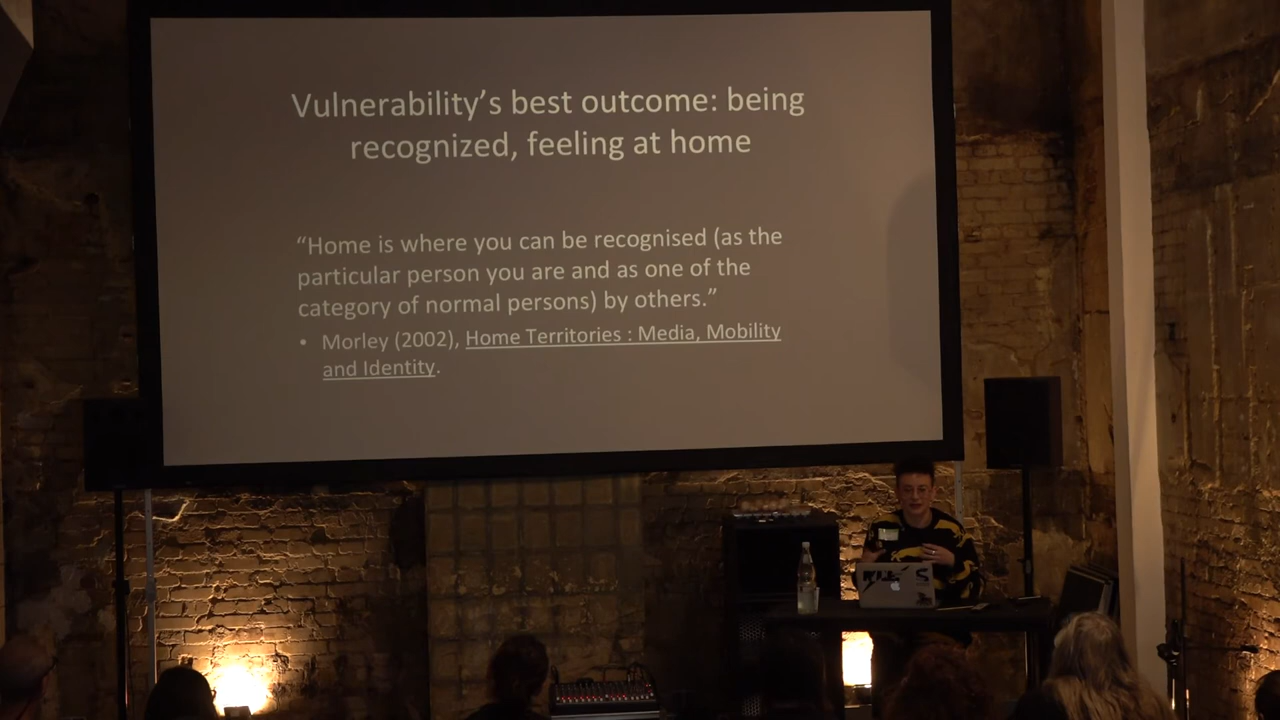 Vulnerability’s best outcome: being
recognized, feeling at home
“Home is where you can be recognised (as the
particular person you are and as one of the
category of normal persons) by others.”
• Morley (2002), Home Territories : Media, Mobility
and Identity.